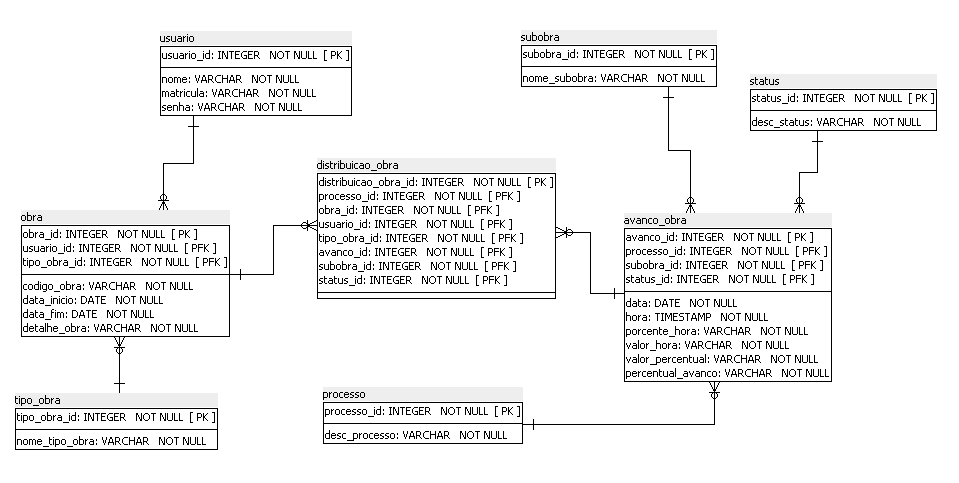 usuario
usuario_id: INTEGER NOT NULL [ PK ]
nome: VARCHAR NOT NULL
matricula: VARCHAR NOT NULL
senha: VARCHAR NOT NULL
subobra
subobra_id: INTEGER NOT NULL [ PK ]
nome_subobra: VARCHAR NOT NULL
status
status_id: INTEGER NOT NULL [ PK ]
desc_status: VARCHAR NOT NULL
distribuicao_obra
distribuicao_obra_id: INTEGER NOT NULL [ PK ]
processo_id: INTEGER NOT NULL [ PFK ]
obra_id: INTEGER NOT NULL [ PFK ]
usuario_id: INTEGER NOT NULL [ PFK ]
tipo_obra_id: INTEGER NOT NULL [ PFK ]
avanco_id: INTEGER NOT NULL [ PFK ]
subobra_id: INTEGER NOT NULL [ PFK ]
status_id: INTEGER NOT NULL [ PFK ]
obra
obra_id: INTEGER NOT NULL [ PK ]
usuario_id: INTEGER NOT NULL [ PFK ]
tipo_obra_id: INTEGER NOT NULL [ PFK ]
codigo_obra: VARCHAR NOT NULL
data_inicio: DATE NOT NULL
data_fim: DATE NOT NULL
detalhe_obra: VARCHAR NOT NULL
avanco_obra
avanco_id: INTEGER NOT NULL [ PK ]
processo_id: INTEGER NOT NULL [ PFK ]
subobra_id: INTEGER NOT NULL [ PFK ]
status_id: INTEGER NOT NULL [ PFK ]
data: DATE NOT NULL
hora: TIMESTAMP NOT NULL
porcente_hora: VARCHAR NOT NULL
valor_hora: VARCHAR NOT NULL
valor_percentual: VARCHAR NOT NULL
percentual_avanco: VARCHAR NOT NULL
tipo_obra
tipo_obra_id: INTEGER NOT NULL [ PK ]
nome_tipo_obra: VARCHAR NOT NULL
processo
processo_id: INTEGER NOT NULL [ PK ]
desc_processo: VARCHAR NOT NULL